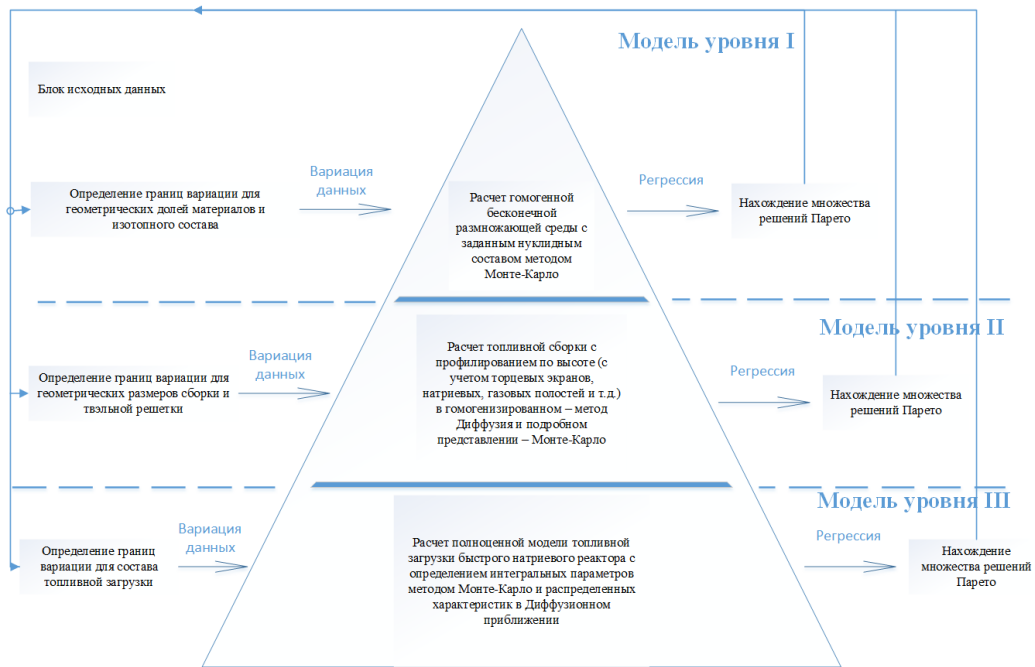 Модель уровня I
Блок исходных данных
Определение границ вариации для
геометрических долей материалов и
изотопного состава
Вариация
данных
Расчет гомогенной
бесконечной
размножающей среды с
заданным нуклидным
составом методом
Монте-Карло
Регрессия
Нахождение множества
решений Парето
Модель уровня II
Определение границ вариации для
геометрических размеров сборки и
твэльной решетки
Вариация
данных
Расчет топливной сборки с
профилированием по высоте (с
учетом торцевых экранов,
натриевых, газовых полостей и т.д.)
в гомогенизированном – метод
Диффузия и подробном
представлении – Монте-Карло
Регрессия
Нахождение множества
решений Парето
Модель уровня III
Определение границ
вариации для состава
топливной загрузки
Вариация
данных
Расчет полноценной модели топливной
загрузки быстрого натриевого реактора с
определением интегральных параметров
методом Монте-Карло и распределенных
характеристик в Диффузионном
приближении
Регрессия
Нахождение
множества решений
Парето